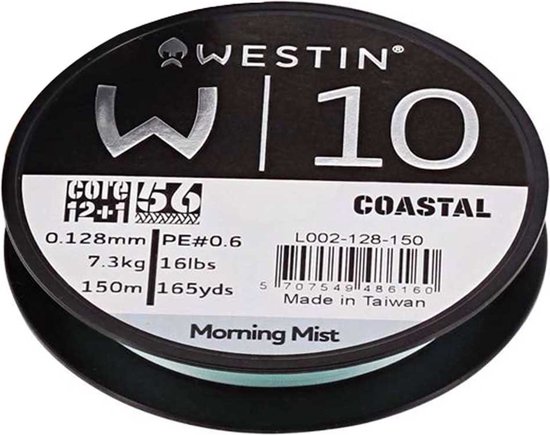 WESTIN®
W|10
core 12+1 56 COASTAL
0.128mm PE#0.6 L002-128-150
7.3kg 16lbs
150m 165yds
5 707549 486160
Made in Taiwan
Morning Mist